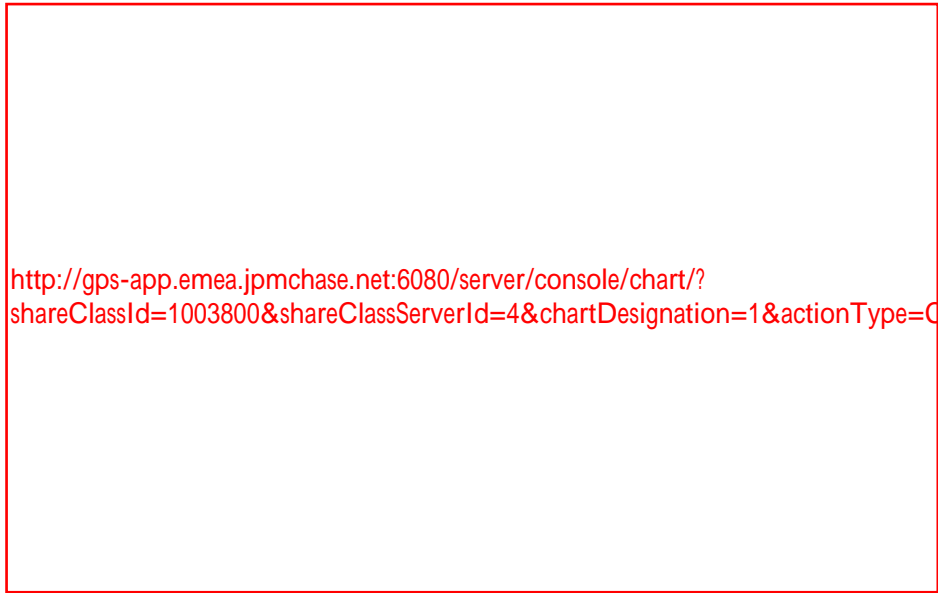 http://gps-app.emea.jpmchase.net:6080/server/console/chart/?
shareClassId=1003800&shareClassServerId=4&chartDesignation=1&actionType=